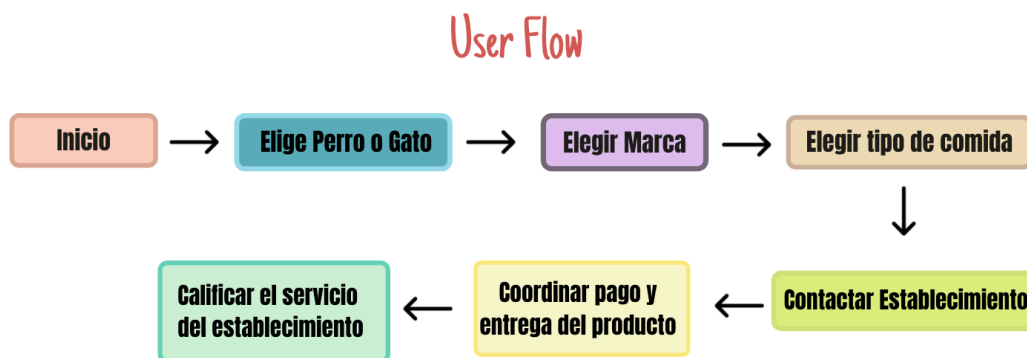 User Flow
Inicio
Elige Perro o Gato
Elegir Marca
Elegir tipo de comida
Contactar Establecimiento
Coordinar pago y
entrega del producto
Calificar el servicio
del establecimiento